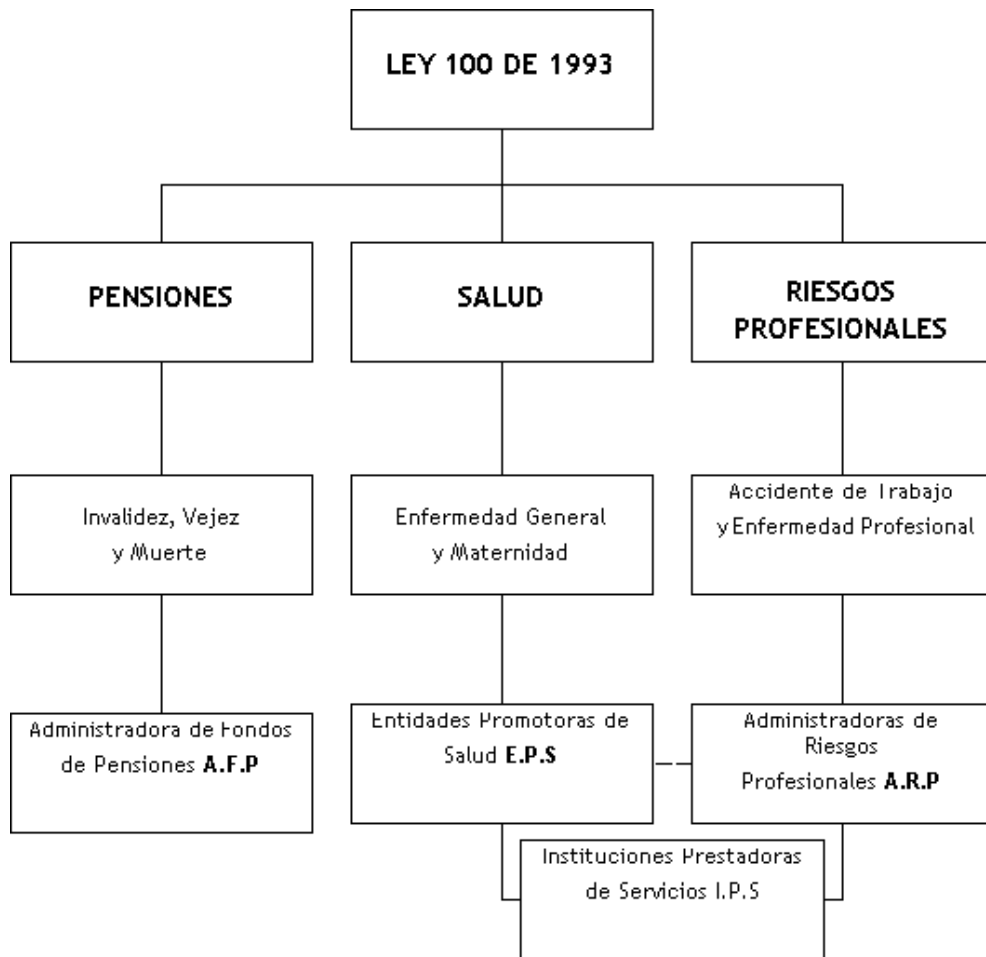 LEY 100 DE 1993
PENSIONES
SALUD
RIESGOS
PROFESIONALES
Invalidez, Vejez
y Muerte
Enfermedad General
y Maternidad
Accidente de Trabajo
y Enfermedad Profesional
Administradora de Fondos
de Pensiones A.F.P
Entidades Promotoras de
Salud E.P.S
Administradoras de
Riesgos
Profesionales A.R.P
Instituciones Prestadoras
de Servicios I.P.S